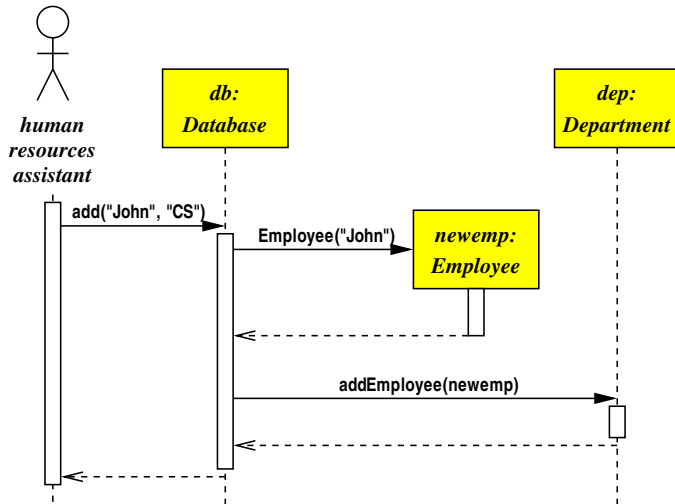 db:
Database
dep:
Department
human
resources
assistant
add("John", "CS")
Employee("John")
newemp:
Employee
addEmployee(newemp)